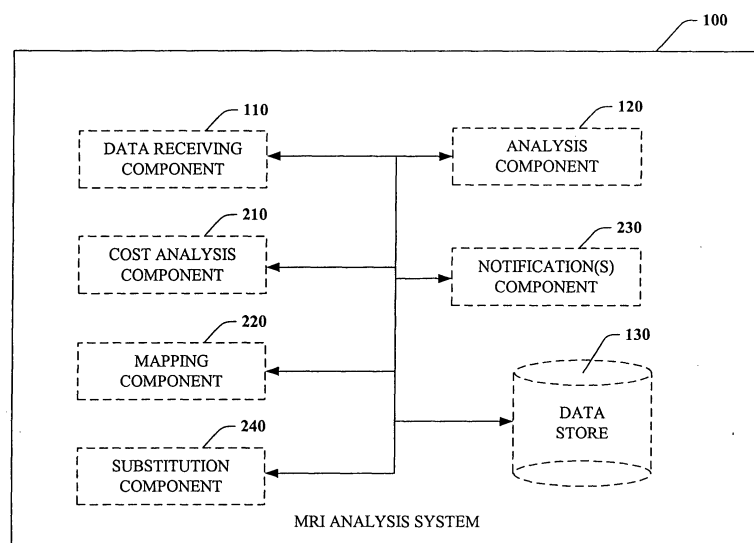 100
110
DATA RECEIVING
COMPONENT
120
ANALYSIS
COMPONENT
210
COST ANALYSIS
COMPONENT
230
NOTIFICATION(S)
COMPONENT
220
MAPPING
COMPONENT
130
DATA
STORE
240
SUBSTITUTION
COMPONENT
MRI ANALYSIS SYSTEM